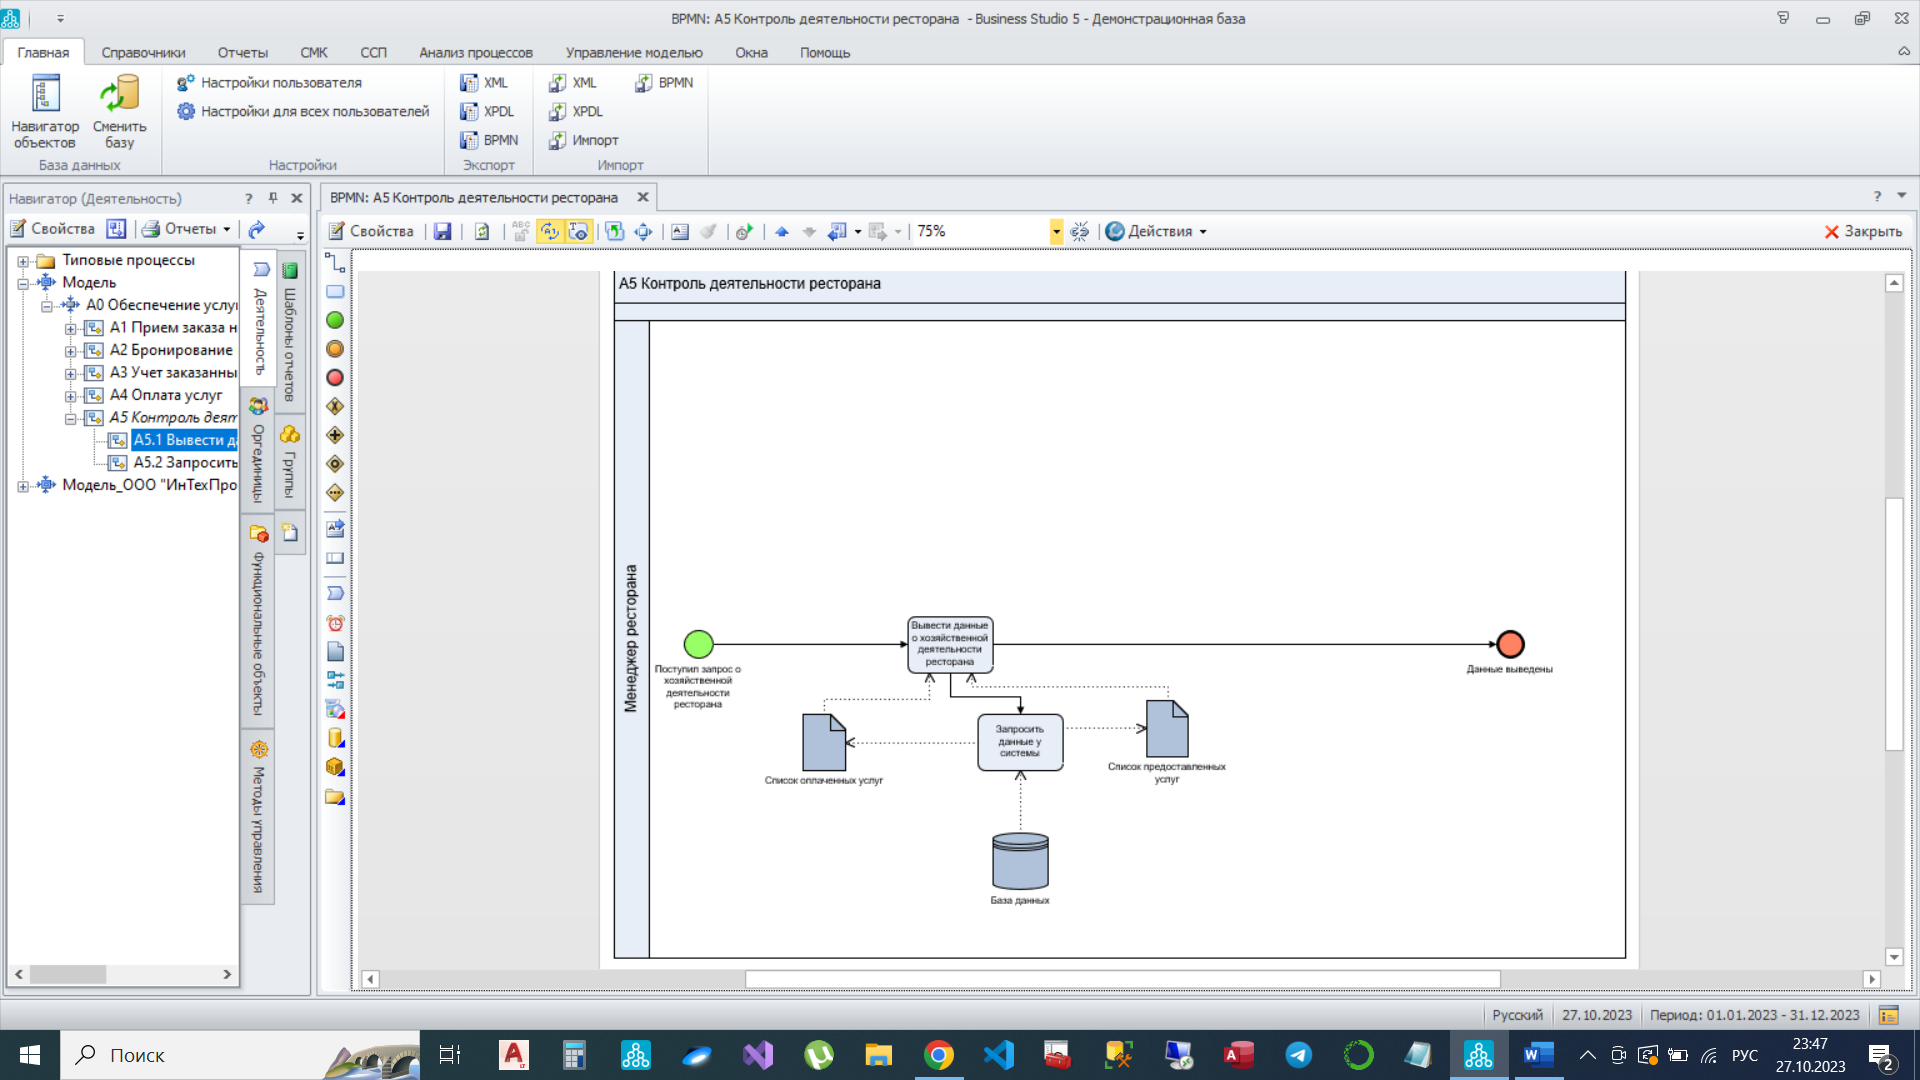 BPMN: A5 Контроль деятельности ресторана - Business Studio 5 - Демонстрационная база
Главная Справочники Отчеты СМК ССП Анализ процессов Управление моделью Окна Помощь
Навигатор объектов
Сменить базу
База данных
Настройки пользователя
Настройки для всех пользователей
Настройки
XML
XPDL
BPMN
Экспорт
XML
XPDL
Импорт
BPMN
Импорт
Навигатор (Деятельность)
Свойства Отчеты
Типовые процессы
Модель
A0 Обеспечение услу
A1 Прием заказа н
A2 Бронирование
A3 Учет заказанны
A4 Оплата услуг
A5 Контроль деят
A5.1 Вывести да
A5.2 Запросить
Модель_ООО "ИнТехПро
Деятельность
Оргединицы
Функциональные объекты
Методы управления
Шаблоны отчетов
Группы
BPMN: A5 Контроль деятельности ресторана
Свойства ABC 75% Действия Закрыть
A5 Контроль деятельности ресторана
Менеджер ресторана
Поступил запрос о
хозяйственной
деятельности
ресторана
Вывести данные
о хозяйственной
деятельности
ресторана
Данные выведены
Список оплаченных услуг
Запросить
данные у
системы
Список предоставленных
услуг
База данных
Русский 27.10.2023 Период: 01.01.2023 - 31.12.2023
Поиск
РУС
23:47
27.10.2023
2